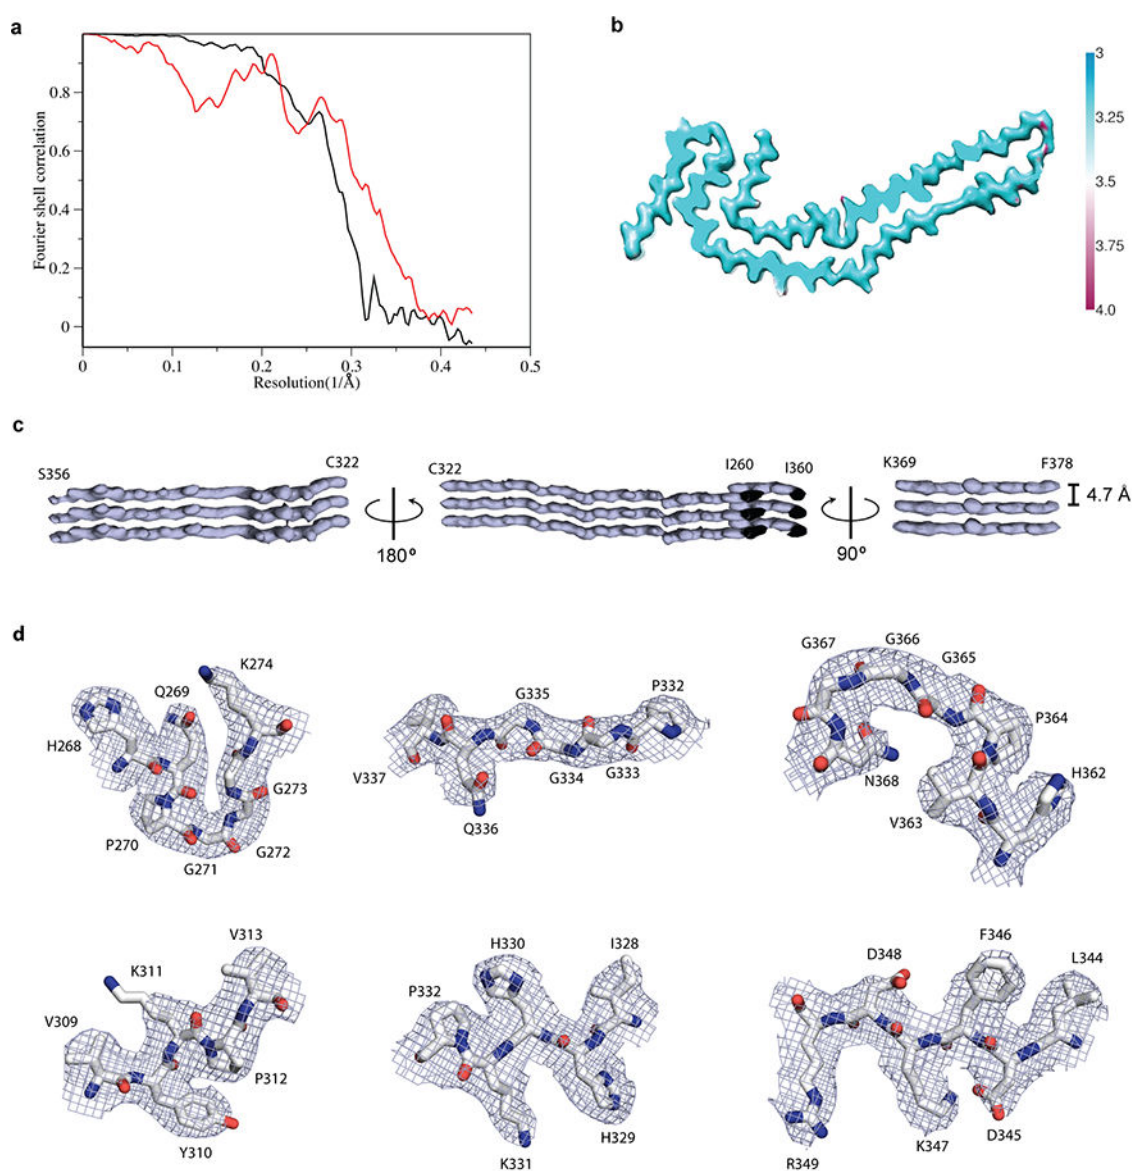 a
b
0.8
0.6
0.4
0.2
0
Fourier shell correlation
0
0.1
0.2
0.3
0.4
0.5
Resolution(1/Å)
3
3.25
3.5
3.75
4.0
c
S356
C322
180°
C322
I260
I360
90°
K369
F378
4.7 Å
d
K274
Q269
H268
G273
P270
G272
G271
G335
P332
V337
G334
G333
Q336
G367
G366
G365
P364
H362
N368
V363
V313
K311
V309
P312
Y310
H330
I328
P332
H329
K331
F346
D348
L344
D345
K347
R349